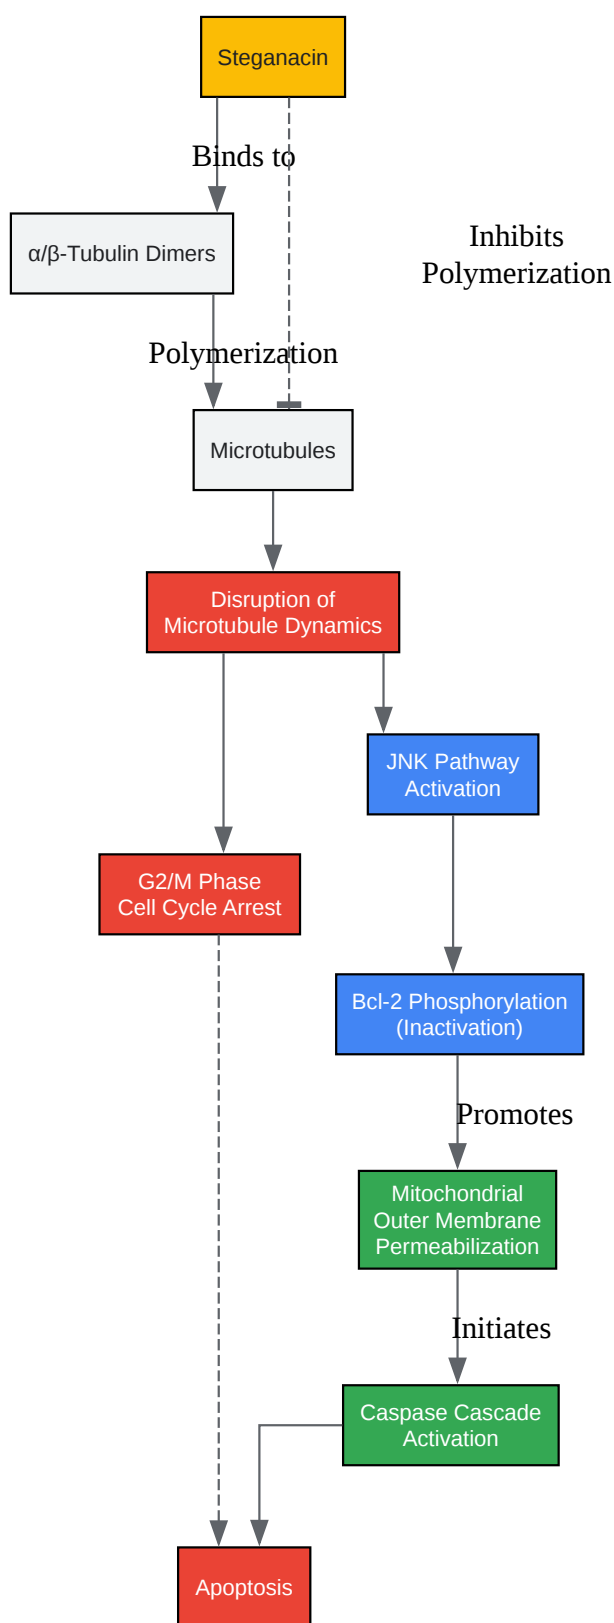 Steganacin
Binds to
α/β-Tubulin Dimers
Inhibits
Polymerization
Polymerization
Microtubules
Disruption of
Microtubule Dynamics
JNK Pathway
Activation
G2/M Phase
Cell Cycle Arrest
Bcl-2 Phosphorylation
(Inactivation)
Promotes
Mitochondrial
Outer Membrane
Permeabilization
Initiates
Caspase Cascade
Activation
Apoptosis